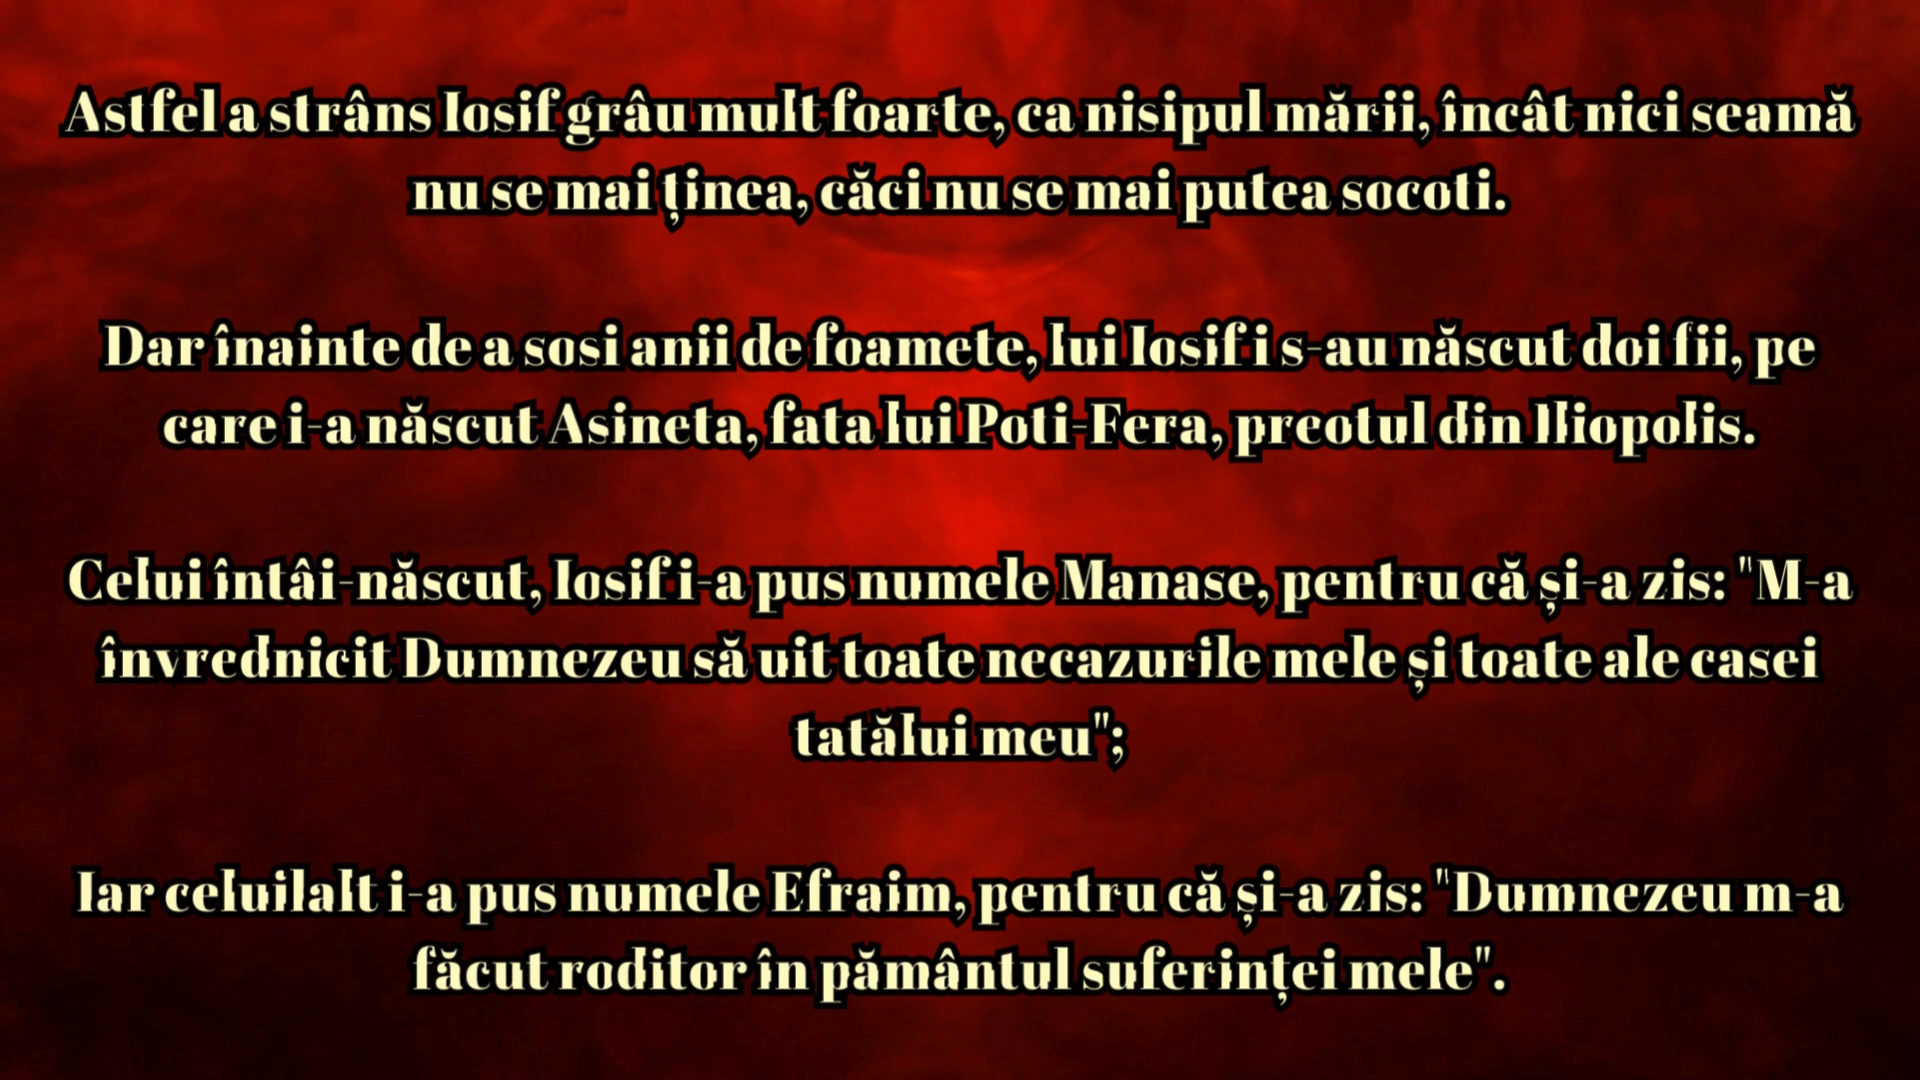 Astfel a strâns Iosif grâu mult foarte, ca nisipul mării, încât nici seamă
nu se mai ținea, căci nu se mai putea socoti.
Dar înainte de a sosi anii de foamete, lui Iosif i s-au născut doi fii, pe
care i-a născut Asineta, fata lui Poti-Fera, preotul din Iliopolis.
Celui întâi-născut, Iosif i-a pus numele Manase, pentru că și-a zis: "M-a
învrednicit Dumnezeu să uit toate necazurile mele și toate ale casei
tatălui meu";
Iar celuilalt i-a pus numele Efraim, pentru că și-a zis: "Dumnezeu m-a
făcut roditor în pământul suferinței mele".